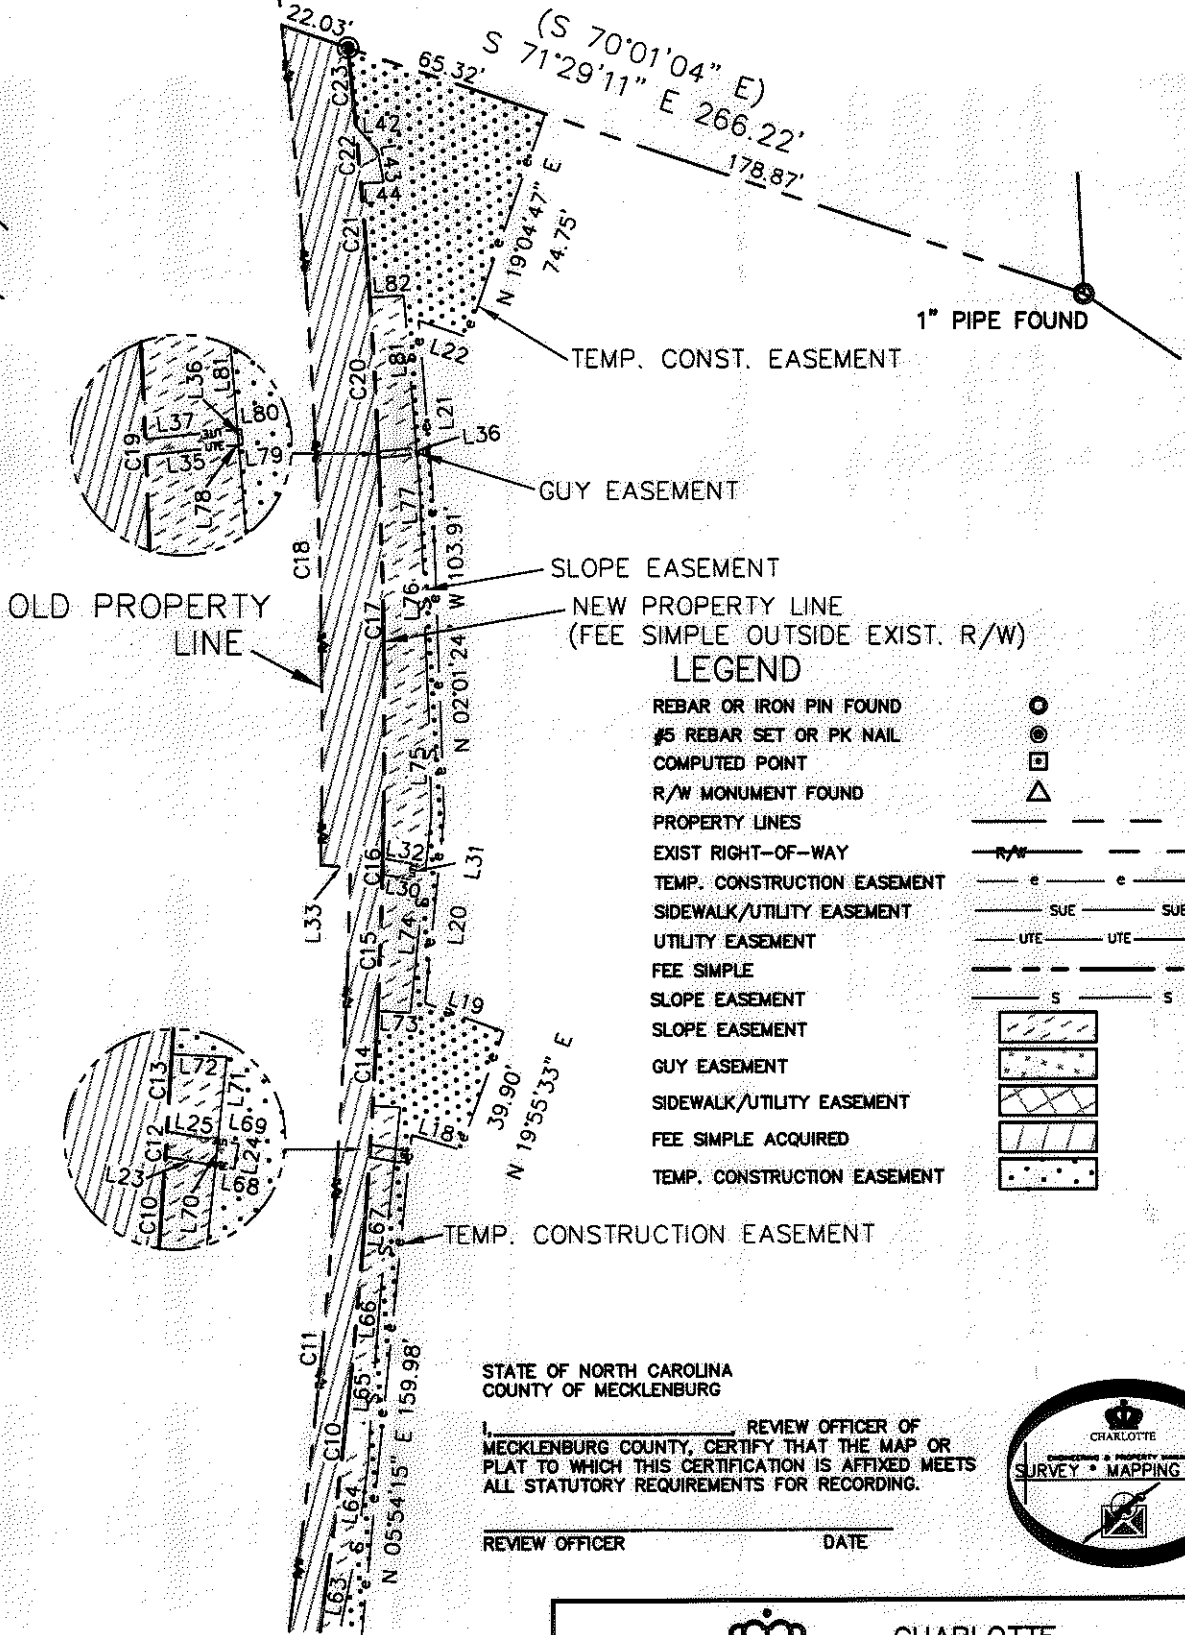 22.03'
(S 70°01'04" E)
S 71°29'11" E 266.22'
65.32'
178.87'
C23
L42
C22
L43
L44
C21
N 19°04'47" E
74.75'
L82
1" PIPE FOUND
L22
TEMP. CONST. EASEMENT
L81
C20
L21
L36
L36
L81
L37
L80
C19
L35
L79
L78
L77
GUY EASEMENT
C18
N 02°01'24" W 103.91'
SLOPE EASEMENT
L76
S
e
OLD PROPERTY
LINE
C17
NEW PROPERTY LINE
(FEE SIMPLE OUTSIDE EXIST. R/W)
LEGEND
REBAR OR IRON PIN FOUND
#5 REBAR SET OR PK NAIL
COMPUTED POINT
R/W MONUMENT FOUND
PROPERTY LINES
EXIST RIGHT-OF-WAY R/W
TEMP. CONSTRUCTION EASEMENT e e
SIDEWALK/UTILITY EASEMENT SUE SUE
UTILITY EASEMENT UTE UTE
FEE SIMPLE
SLOPE EASEMENT S S
SLOPE EASEMENT
GUY EASEMENT
SIDEWALK/UTILITY EASEMENT
FEE SIMPLE ACQUIRED
TEMP. CONSTRUCTION EASEMENT
L75
L32
C16
L31
L30
L33
L74
C15
L20
L19
L73
C14
39.90'
N 19°55'33" E
L18
L72
C13
L71
L25
L69
C12
L24
L23
L68
C10
L70
L67
TEMP. CONSTRUCTION EASEMENT
L66
C11
L65
C10
N 05°54'15" E 159.98'
L64
L63
STATE OF NORTH CAROLINA
COUNTY OF MECKLENBURG
I, REVIEW OFFICER OF
MECKLENBURG COUNTY, CERTIFY THAT THE MAP OR
PLAT TO WHICH THIS CERTIFICATION IS AFFIXED MEETS
ALL STATUTORY REQUIREMENTS FOR RECORDING.
REVIEW OFFICER DATE
CHARLOTTE
SURVEY • MAPPING
CHARLOTTE